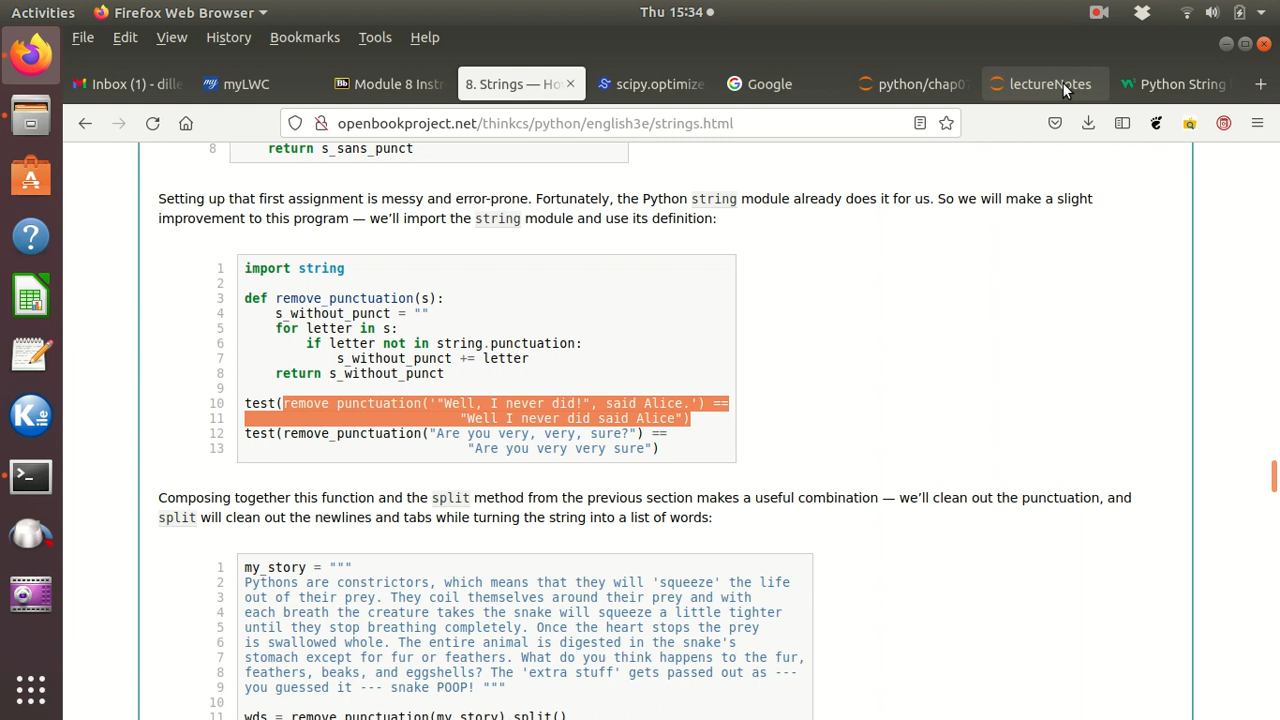 Activities Firefox Web Browser Thu 15:34
File Edit View History Bookmarks Tools Help
Inbox (1) - dille myLWC Bb Module 8 Instr 8. Strings — Ho scipy.optimize Google python/chap0 lectureNotes Python String
openbookproject.net/thinkcs/python/english3e/strings.html
8 return s_sans_punct
Setting up that first assignment is messy and error-prone. Fortunately, the Python string module already does it for us. So we will make a slight
improvement to this program — we'll import the string module and use its definition:
1 import string
2
3 def remove_punctuation(s):
4 s_without_punct = ""
5 for letter in s:
6 if letter not in string.punctuation:
7 s_without_punct += letter
8 return s_without_punct
9
10 test(remove_punctuation('"Well, I never did!", said Alice.') ==
11 "Well I never did said Alice")
12 test(remove_punctuation("Are you very, very, sure?") ==
13 "Are you very very sure")
Composing together this function and the split method from the previous section makes a useful combination — we'll clean out the punctuation, and
split will clean out the newlines and tabs while turning the string into a list of words:
1 my_story = """
2 Pythons are constrictors, which means that they will 'squeeze' the life
3 out of their prey. They coil themselves around their prey and with
4 each breath the creature takes the snake will squeeze a little tighter
5 until they stop breathing completely. Once the heart stops the prey
6 is swallowed whole. The entire animal is digested in the snake's
7 stomach except for fur or feathers. What do you think happens to the fur,
8 feathers, beaks, and eggshells? The 'extra stuff' gets passed out as ---
9 you guessed it --- snake POOP! """
10
11 wds = remove_punctuation(my_story).split()